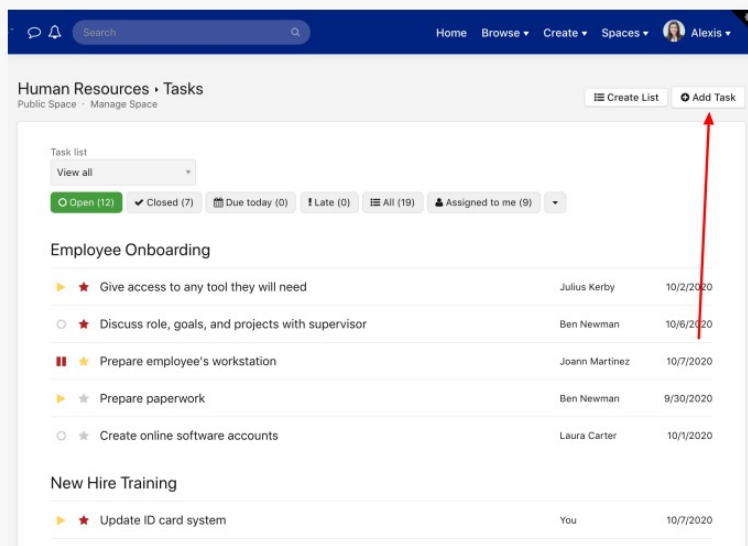 Search
Home Browse Create Spaces Alexis
Human Resources › Tasks
Public Space · Manage Space
Create List
Add Task
Task list
View all
Open (12) Closed (7) Due today (0) Late (0) All (19) Assigned to me (9)
Employee Onboarding
Give access to any tool they will need Julius Kerby 10/2/2020
Discuss role, goals, and projects with supervisor Ben Newman 10/6/2020
Prepare employee's workstation Joann Martinez 10/7/2020
Prepare paperwork Ben Newman 9/30/2020
Create online software accounts Laura Carter 10/1/2020
New Hire Training
Update ID card system You 10/7/2020